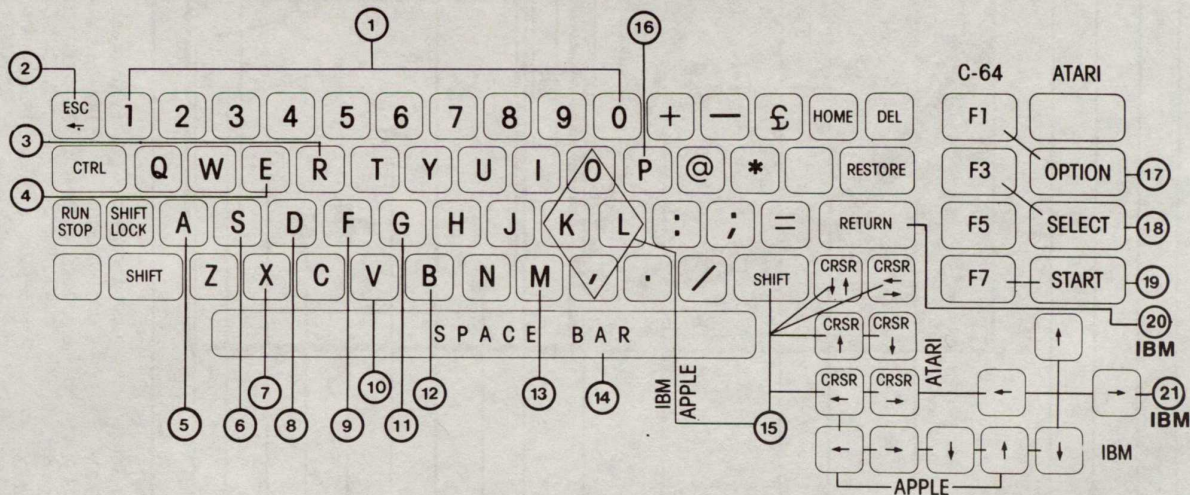 1 16
2 C-64 ATARI
ESC 1 2 3 4 5 6 7 8 9 0 + — £ HOME DEL F1
3
CTRL Q W E R T Y U I O P @ * RESTORE F3 OPTION 17
4
RUN STOP SHIFT LOCK A S D F G H J K L : ; = RETURN F5 SELECT 18
SHIFT Z X C V B N M , . / SHIFT CRSR ↓ ↑ CRSR ← → F7 START 19
SPACE BAR CRSR ↑ CRSR ↓ ATARI ↑ 20 IBM
7 10 12 13 14 IBM APPLE CRSR ← CRSR → ← → 21 IBM
5 6 8 9 11 15
← → ↓ ↑ ↓ IBM
APPLE